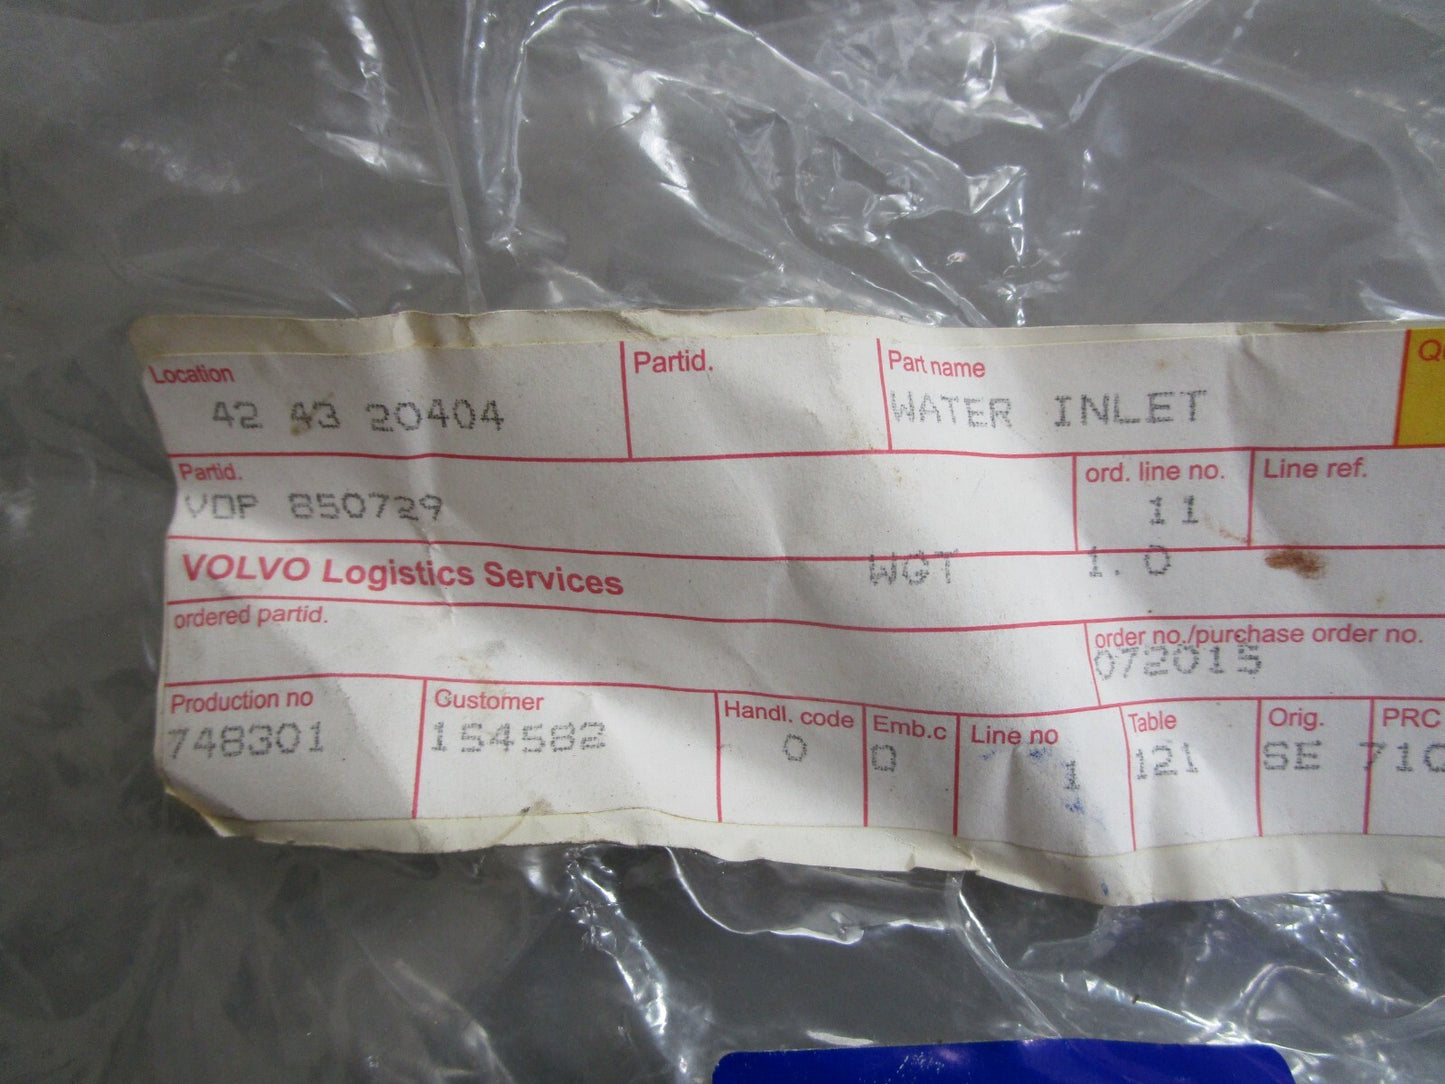 Location Partid. Part name
42 43 20404 WATER INLET
Partid. ord. line no. Line ref.
VOP 850729 11
VOLVO Logistics Services WGT 1.0
ordered partid. order no./purchase order no.
072015
Production no Customer Handl. code Emb.c Line no Table Orig. PRC
748301 154582 0 0 1 121 SE 710